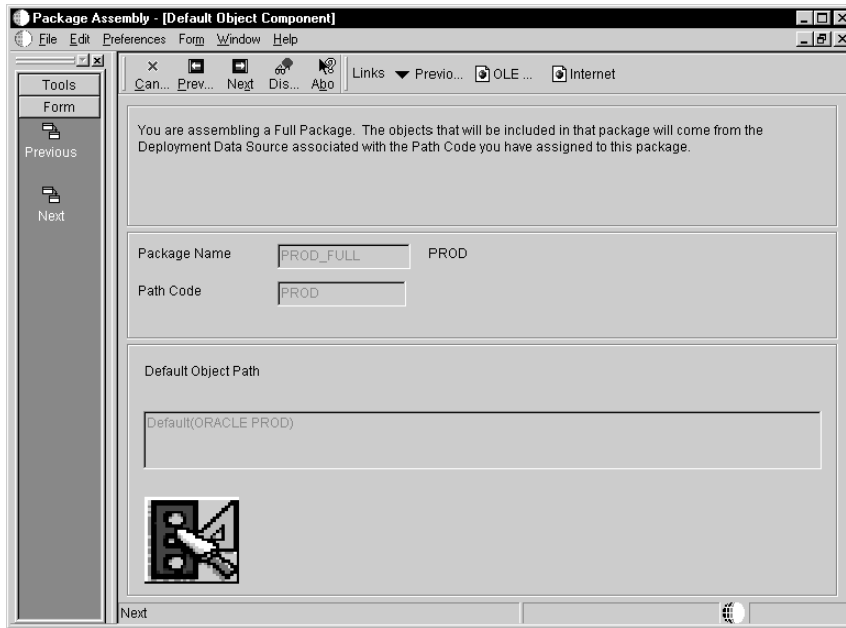 Package Assembly - [Default Object Component]
File Edit Preferences Form Window Help
Tools
Form
Previous
Next
Can... Prev... Next Dis... Abo Links Previo... OLE ... Internet
You are assembling a Full Package. The objects that will be included in that package will come from the
Deployment Data Source associated with the Path Code you have assigned to this package.
Package Name PROD_FULL PROD
Path Code PROD
Default Object Path
Default(ORACLE PROD)
Next